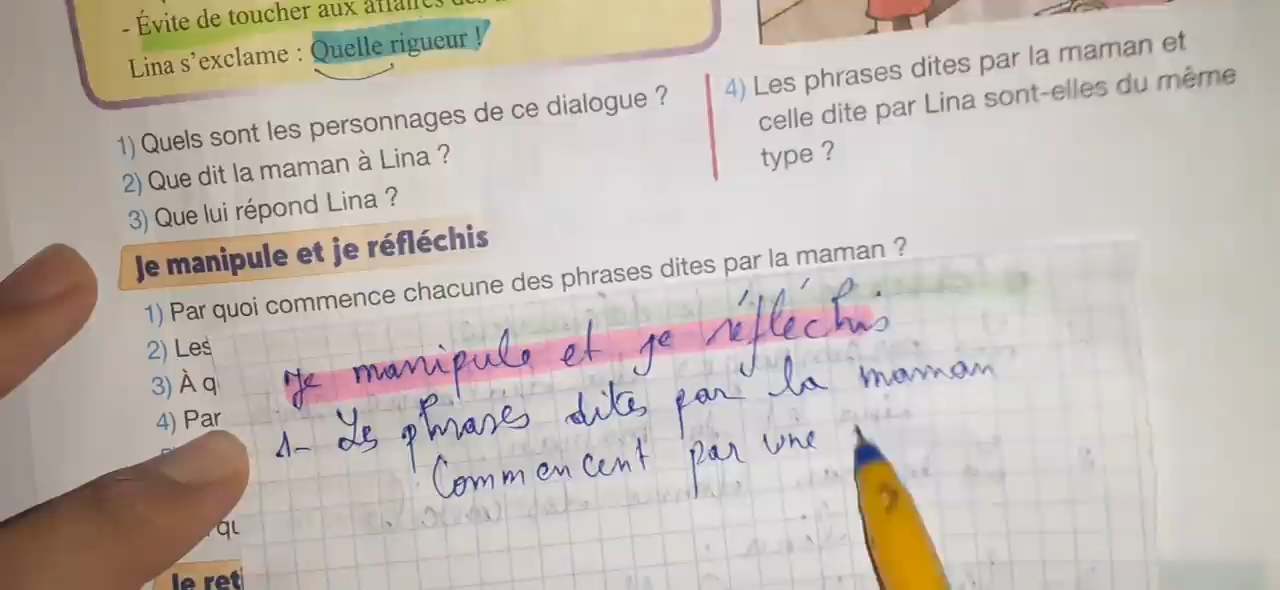 - Évite de toucher aux affaires
Lina s'exclame : Quelle rigueur !
1) Quels sont les personnages de ce dialogue ?
2) Que dit la maman à Lina ?
3) Que lui répond Lina ?
4) Les phrases dites par la maman et
celle dite par Lina sont-elles du même
type ?
Je manipule et je réfléchis
1) Par quoi commence chacune des phrases dites par la maman ?
2) Les
3) À q
4) Par
qu
Je manipule et je réfléchis
1- Les phrases dites par la maman
Commencent par une
Je ret